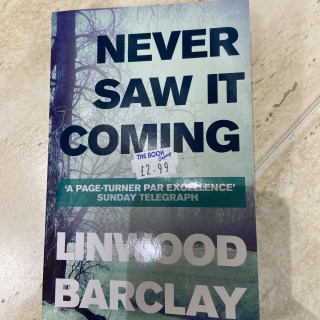 NEVER
SAW IT
COMING
THE BOOK
£2.99
'A PAGE-TURNER PAR EXCELLENCE'
SUNDAY TELEGRAPH
LINWOOD
BARCLAY